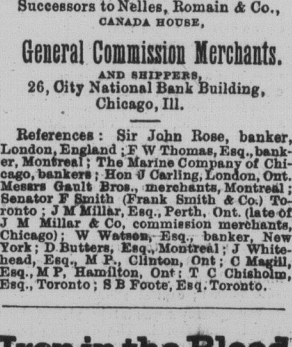 Successors to Nelles, Romain & Co.,
CANADA HOUSE,
General Commission Merchants.
AND SHIPPERS,
26, City National Bank Building,
Chicago, Ill.
References: Sir John Rose, banker,
London, England; F W Thomas, Esq., bank-
er, Montreal; The Marine Company of Chi-
cago, bankers; Hon J Carling, London, Ont.
Messrs Gault Bros., merchants, Montreal;
Senator F Smith (Frank Smith & Co.) To-
ronto; J M Millar, Esq., Perth, Ont. (late of
J M Millar & Co, commission merchants,
Chicago); W Watson, Esq., banker, New
York; D Butters, Esq., Montreal; J White-
head, Esq., M P., Clinton, Ont; C Magill,
Esq., M P, Hamilton, Ont; T C Chisholm,
Esq., Toronto; S B Foote, Esq. Toronto.
Iron in the Blood